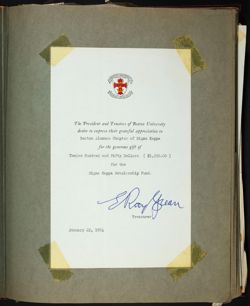 The President and Trustees of Boston University
desire to express their grateful appreciation to
Boston Alumnae Chapter of Sigma Kappa
for the generous gift of
Twelve Hundred and Fifty Dollars ( $1,250.00 )
for the
Sigma Kappa Scholarship Fund
Treasurer
January 22, 1954